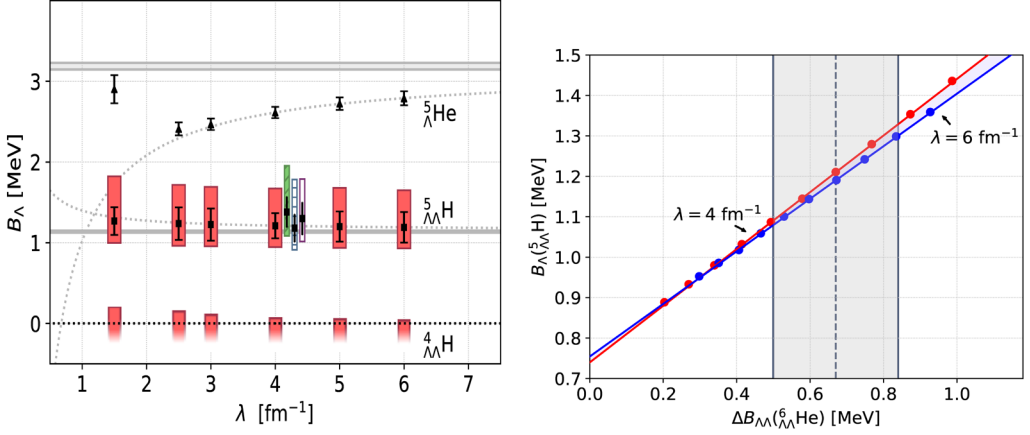 3
2
1
0
B_Λ [MeV]
^5_ΛHe
^5_ΛΛH
^4_ΛΛH
1 2 3 4 5 6 7
λ [fm⁻¹]
1.5
1.4
1.3
1.2
1.1
1.0
0.9
0.8
0.7
B_Λ(^5_ΛΛH) [MeV]
λ = 6 fm⁻¹
λ = 4 fm⁻¹
0.0 0.2 0.4 0.6 0.8 1.0
ΔB_ΛΛ(^6_ΛΛHe) [MeV]